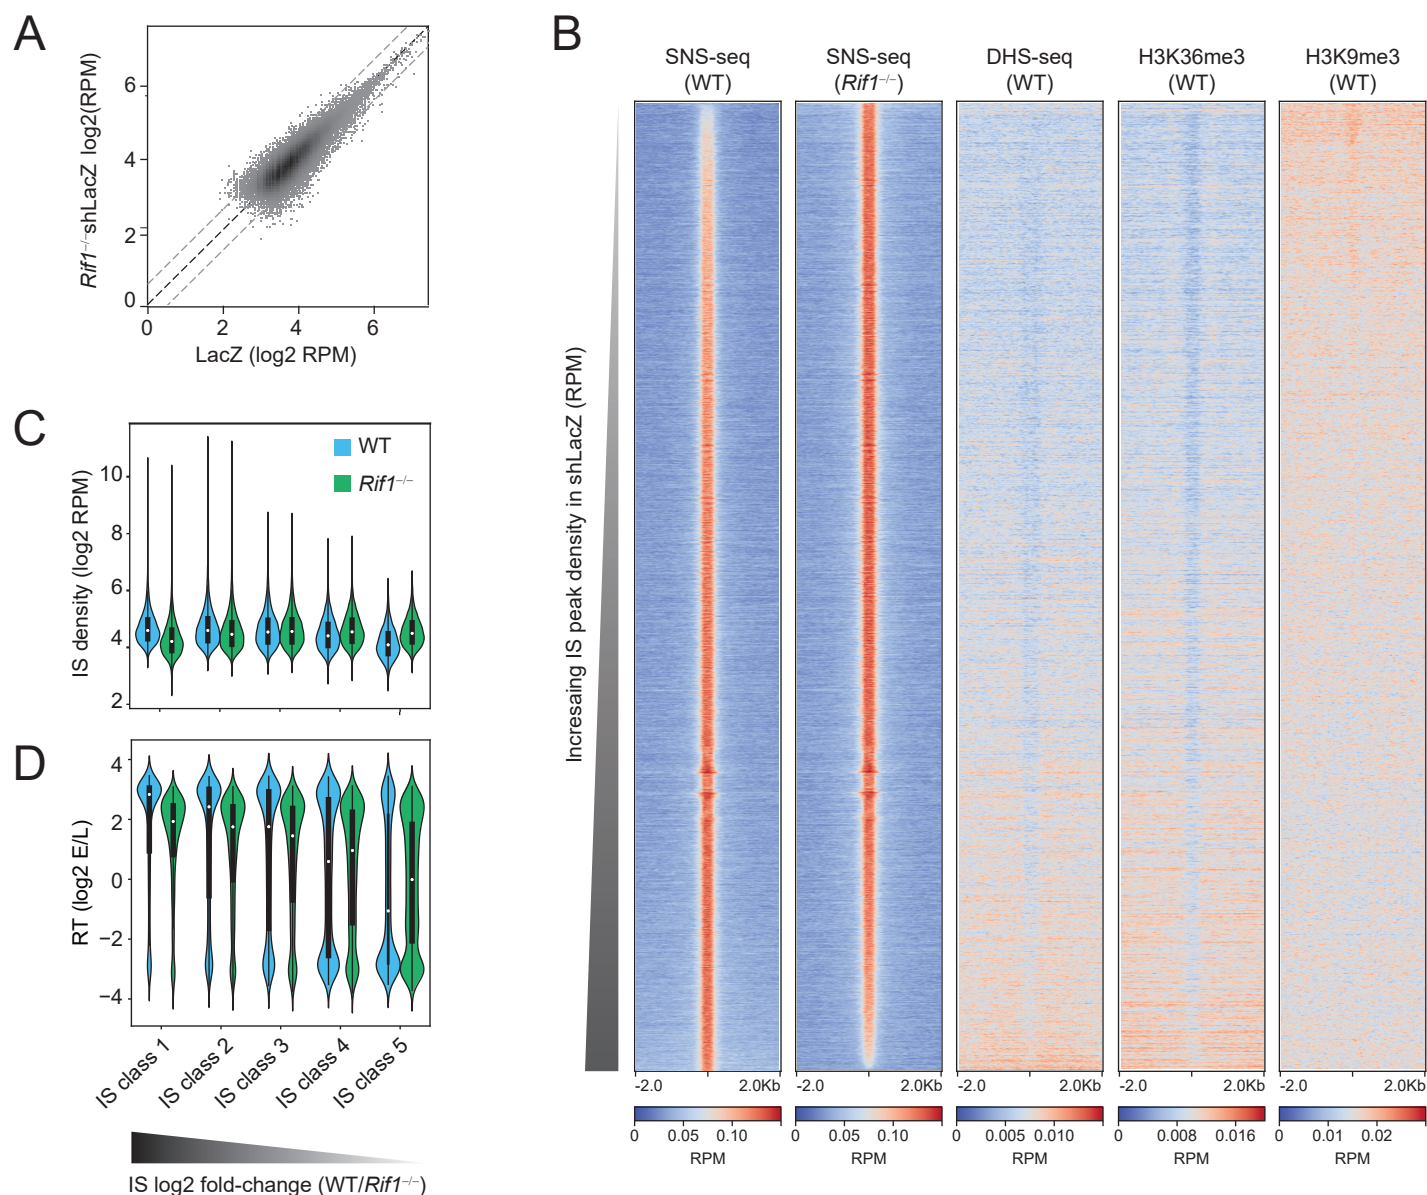 A
Rif1–/–shLacZ log2(RPM)
6
4
2
0
0 2 4 6
LacZ (log2 RPM)
B
SNS-seq (WT)
SNS-seq (Rif1–/–)
DHS-seq (WT)
H3K36me3 (WT)
H3K9me3 (WT)
Incresaing IS peak density in shLacZ (RPM)
-2.0 2.0Kb
-2.0 2.0Kb
-2.0 2.0Kb
-2.0 2.0Kb
-2.0 2.0Kb
0 0.05 0.10
RPM
0 0.05 0.10
RPM
0 0.005 0.010
RPM
0 0.008 0.016
RPM
0 0.01 0.02
RPM
C
IS density (log2 RPM)
10
8
6
4
2
WT
Rif1–/–
D
RT (log2 E/L)
4
2
0
−2
−4
IS class 1
IS class 2
IS class 3
IS class 4
IS class 5
IS log2 fold-change (WT/Rif1–/–)